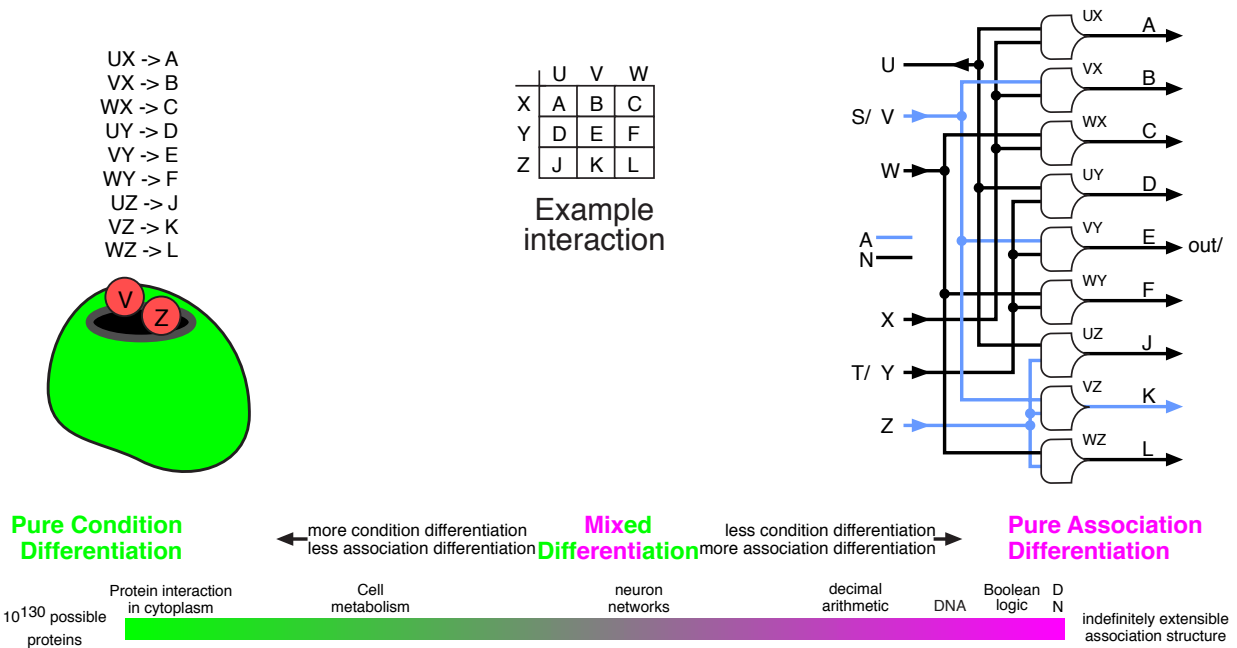 UX -> A
VX -> B
WX -> C
UY -> D
VY -> E
WY -> F
UZ -> J
VZ -> K
WZ -> L
V
Z
U V W
X A B C
Y D E F
Z J K L
Example
interaction
U
S/ V
W
A
N
X
T/ Y
Z
UX A
VX B
WX C
UY D
VY E out/
WY F
UZ J
VZ K
WZ L
Pure Condition
Differentiation
more condition differentiation
less association differentiation
Mixed
Differentiation
less condition differentiation
more association differentiation
Pure Association
Differentiation
10130 possible
proteins
Protein interaction
in cytoplasm
Cell
metabolism
neuron
networks
decimal
arithmetic
DNA
Boolean
logic
D
N
indefinitely extensible
association structure